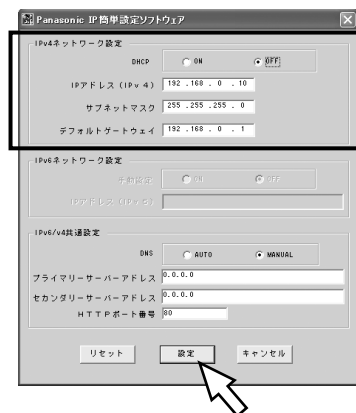 Panasonic IP簡単設定ソフトウェア
IPv4ネットワーク設定
DHCP ON OFF
IPアドレス(IPv 4) 192 .168 . 0 . 10
サブネットマスク 255 .255 .255 . 0
デフォルトゲートウェイ 192 .168 . 0 . 1
IPv6ネットワーク設定
手動設定 ON OFF
IPアドレス(IPv 6)
IPv6/v4共通設定
DNS AUTO MANUAL
プライマリーサーバーアドレス 0.0.0.0
セカンダリーサーバーアドレス 0.0.0.0
HTTPポート番号 80
リセット 設定 キャンセル